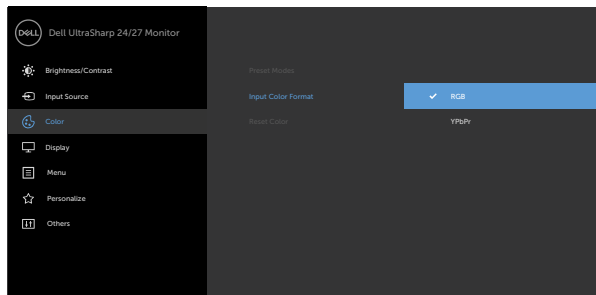 DELL Dell UltraSharp 24/27 Monitor
Brightness/Contrast Preset Modes
Input Source Input Color Format RGB
Color Reset Color YPbPr
Display
Menu
Personalize
Others